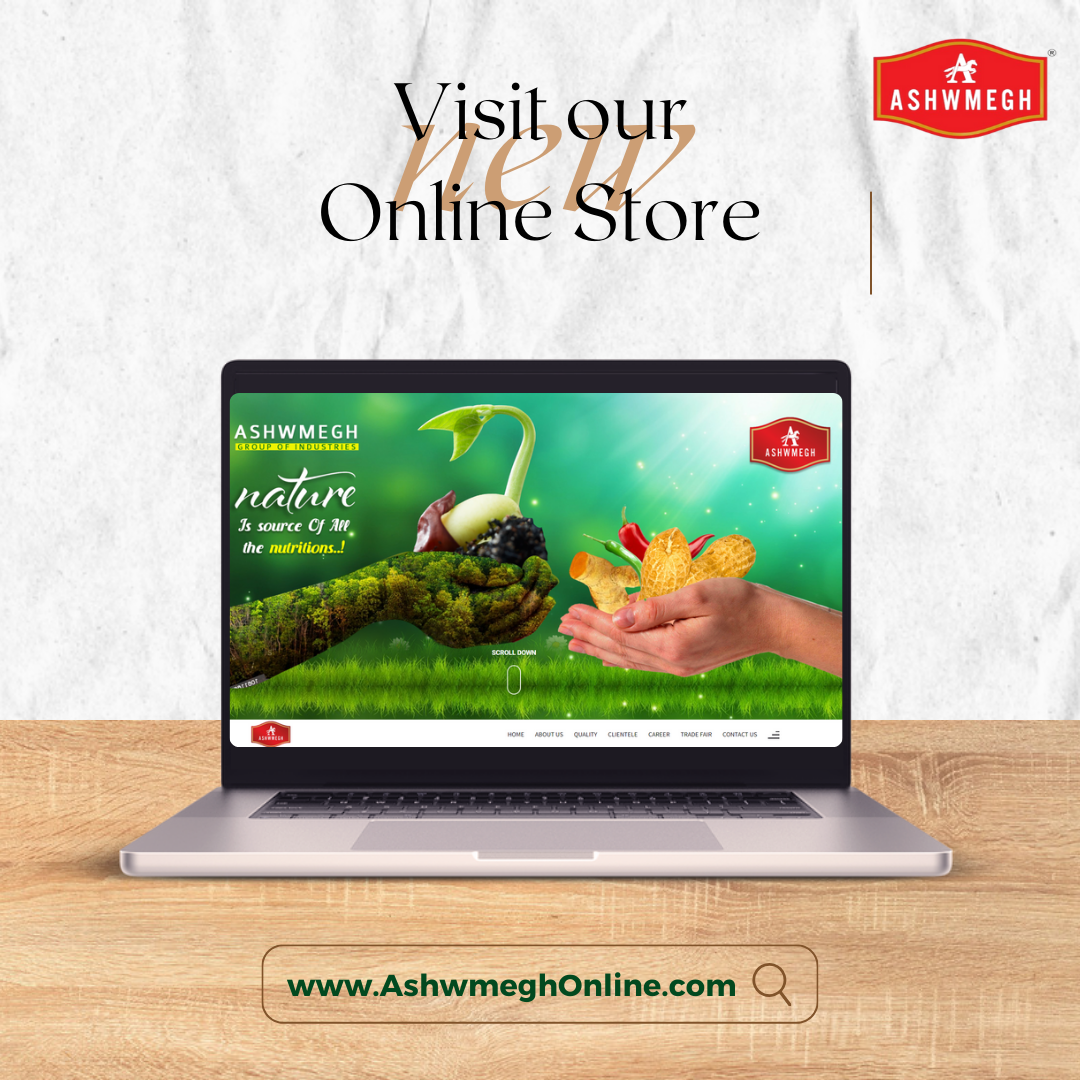 ASHWMEGH
®
Visit our
new
Online Store
ASHWMEGH
GROUP OF INDUSTRIES
ASHWMEGH
nature
Is source Of All
the nutritions..!
SCROLL DOWN
ASHWMEGH
HOME ABOUT US QUALITY CLIENTELE CAREER TRADE FAIR CONTACT US
www.AshwmeghOnline.com